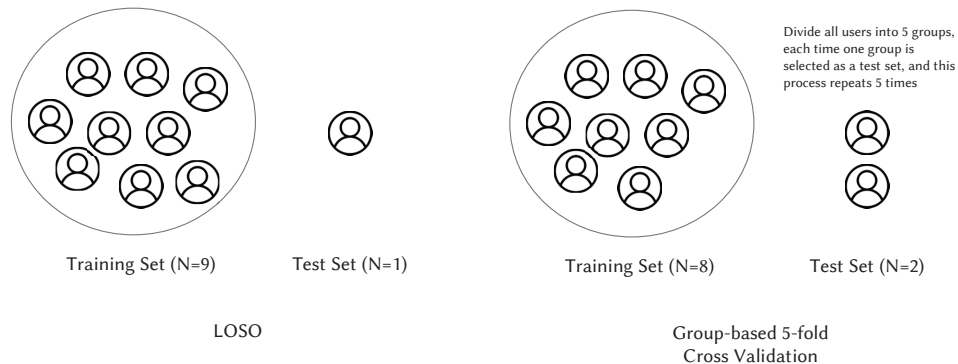 Divide all users into 5 groups,
each time one group is
selected as a test set, and this
process repeats 5 times
Training Set (N=9)
Test Set (N=1)
Training Set (N=8)
Test Set (N=2)
LOSO
Group-based 5-fold
Cross Validation